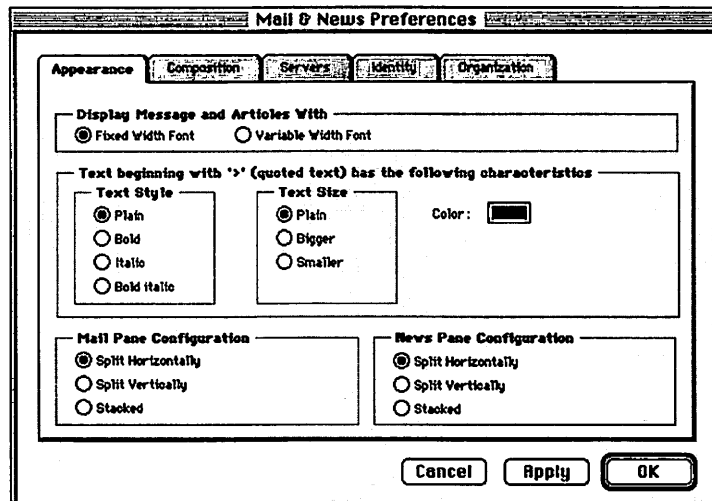 Mail & News Preferences
Appearance Composition Servers Identity Organization
Display Message and Articles With
Fixed Width Font Variable Width Font
Text beginning with '>' (quoted text) has the following characteristics
Text Style Text Size
Plain Plain Color:
Bold Bigger
Italic Smaller
Bold italic
Mail Pane Configuration News Pane Configuration
Split Horizontally Split Horizontally
Split Vertically Split Vertically
Stacked Stacked
Cancel Apply OK